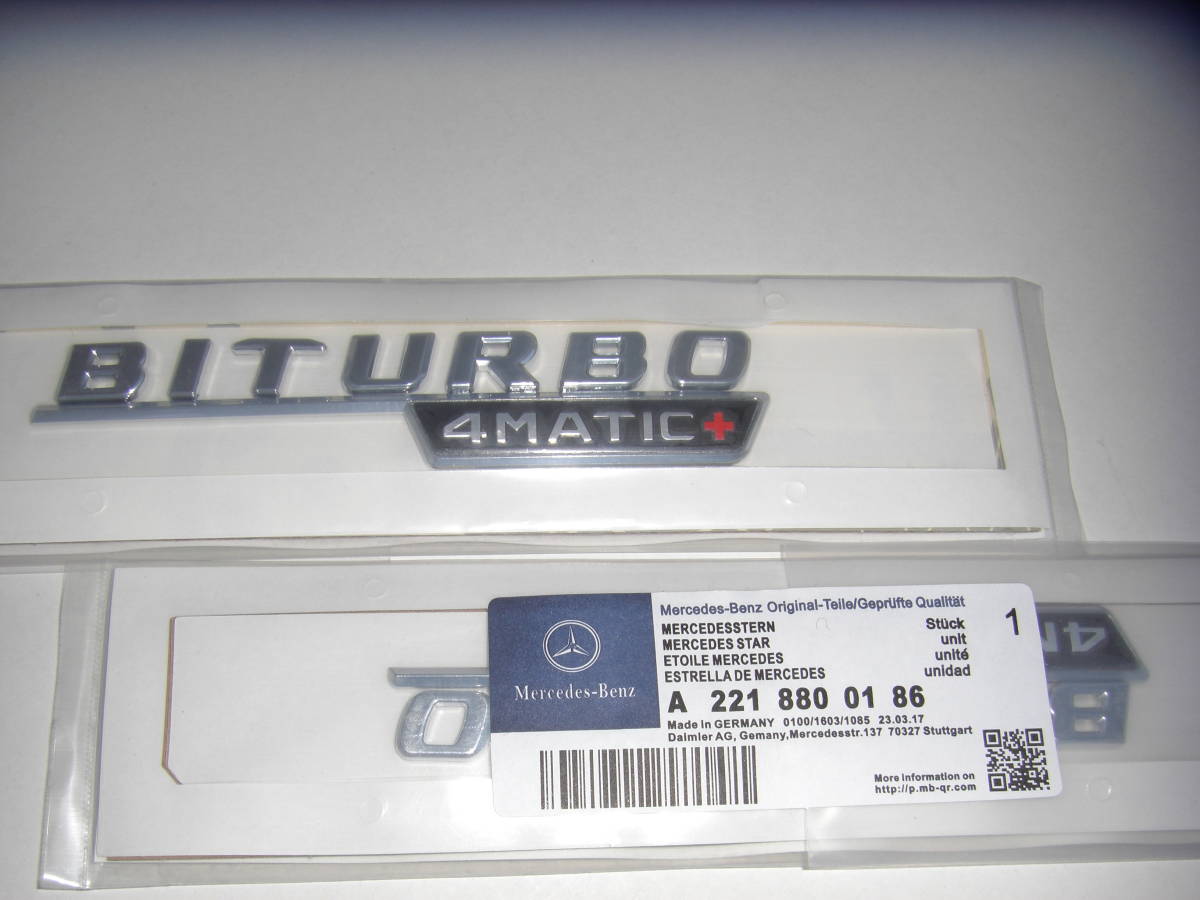 BITURBO
4MATIC+
Mercedes-Benz Original-Teile/Geprüfte Qualität
MERCEDESSTERN Stück 1
MERCEDES STAR unit
ETOILE MERCEDES unité
ESTRELLA DE MERCEDES unidad
Mercedes-Benz
A 221 880 01 86
Made in GERMANY 0100/1603/1085 23.03.17
Daimler AG, Gemany,Mercedesstr.137 70327 Stuttgart
More information on
http://p.mb-qr.com
4M
O B